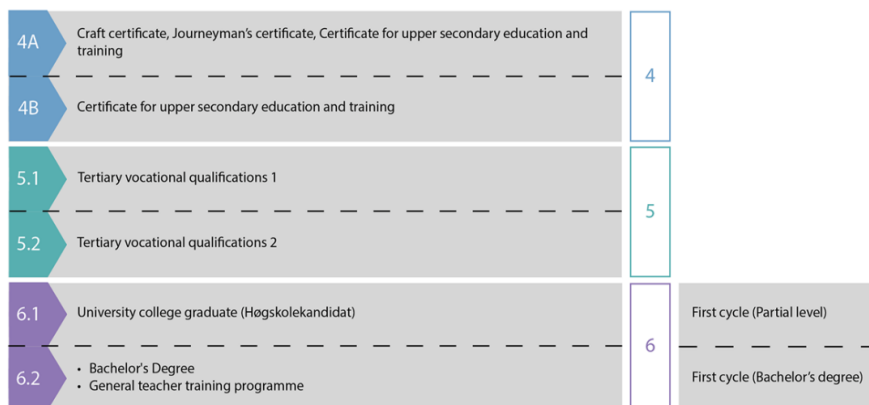 4A
Craft certificate, Journeyman's certificate, Certificate for upper secondary education and
training
4
4B
Certificate for upper secondary education and training
5.1
Tertiary vocational qualifications 1
5
5.2
Tertiary vocational qualifications 2
6.1
University college graduate (Høgskolekandidat)
6
First cycle (Partial level)
6.2
• Bachelor's Degree
• General teacher training programme
First cycle (Bachelor's degree)